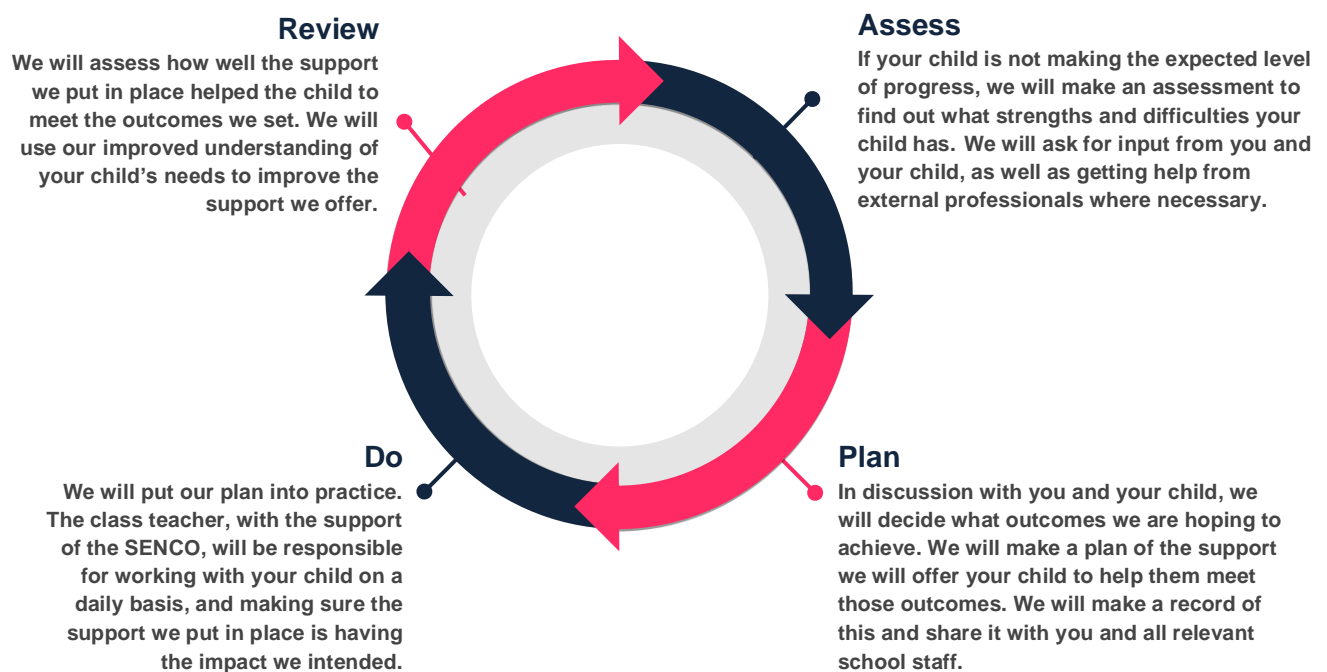 Review
We will assess how well the support
we put in place helped the child to
meet the outcomes we set. We will
use our improved understanding of
your child’s needs to improve the
support we offer.
Assess
If your child is not making the expected level
of progress, we will make an assessment to
find out what strengths and difficulties your
child has. We will ask for input from you and
your child, as well as getting help from
external professionals where necessary.
Do
We will put our plan into practice.
The class teacher, with the support
of the SENCO, will be responsible
for working with your child on a
daily basis, and making sure the
support we put in place is having
the impact we intended.
Plan
In discussion with you and your child, we
will decide what outcomes we are hoping to
achieve. We will make a plan of the support
we will offer your child to help them meet
those outcomes. We will make a record of
this and share it with you and all relevant
school staff.